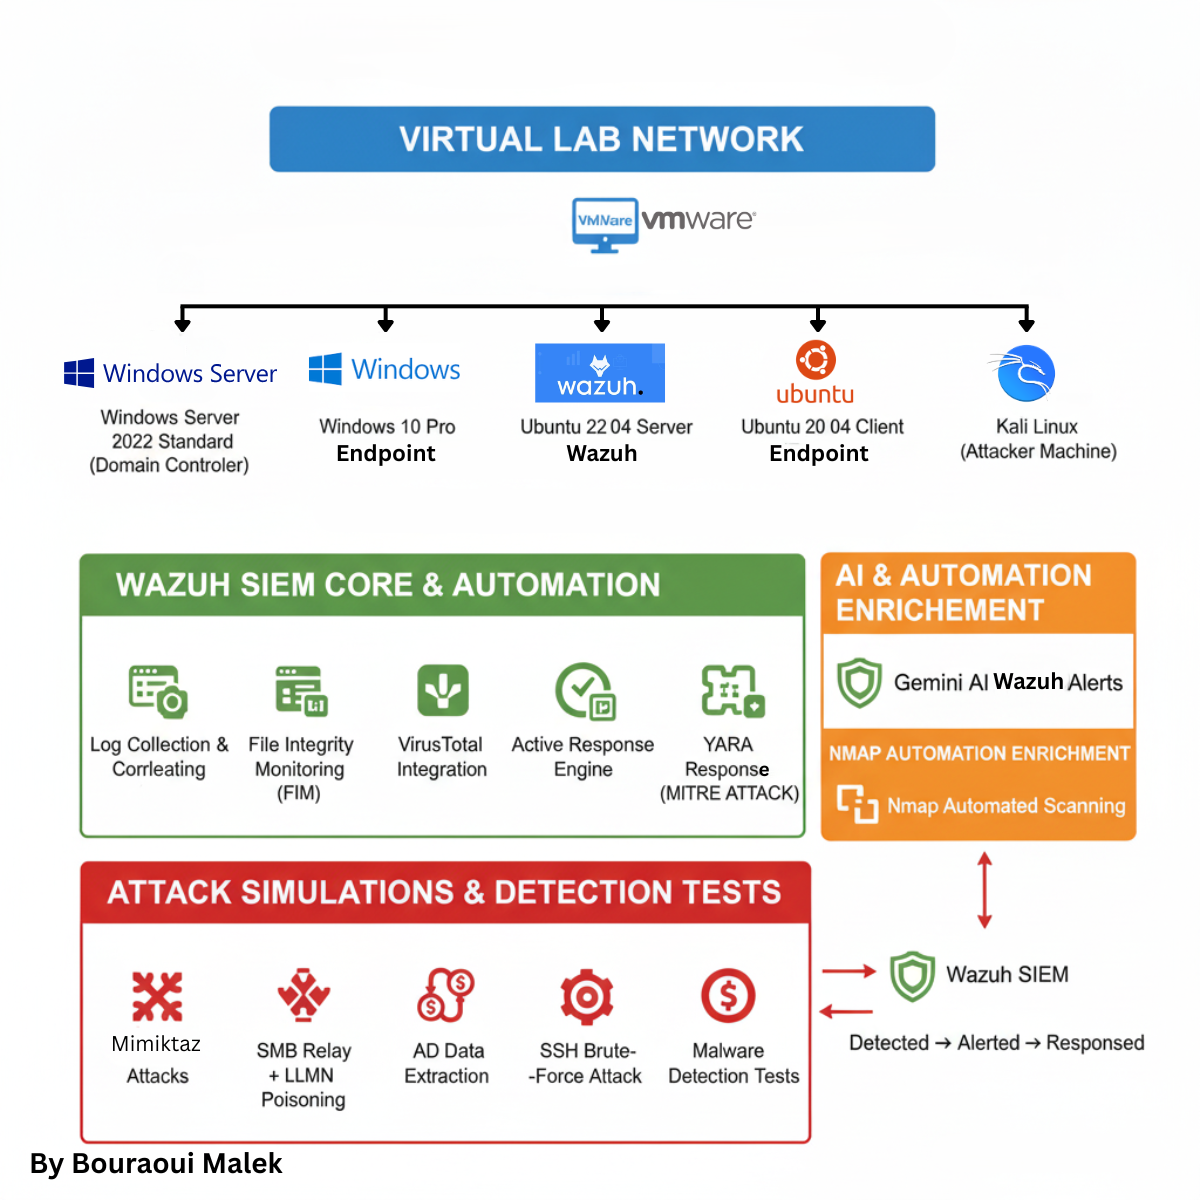 VIRTUAL LAB NETWORK
VMWare vmware
Windows Server
Windows Server
2022 Standard
(Domain Controler)
Windows
Windows 10 Pro
Endpoint
wazuh.
Ubuntu 22 04 Server
Wazuh
ubuntu
Ubuntu 20 04 Client
Endpoint
Kali Linux
(Attacker Machine)
WAZUH SIEM CORE & AUTOMATION
Log Collection &
Corrleating
File Integrity
Monitoring
(FIM)
VirusTotal
Integration
Active Response
Engine
YARA
Response
(MITRE ATTACK)
AI & AUTOMATION
ENRICHEMENT
Gemini AI Wazuh Alerts
NMAP AUTOMATION ENRICHMENT
Nmap Automated Scanning
ATTACK SIMULATIONS & DETECTION TESTS
Mimiktaz
Attacks
SMB Relay
+ LLMN
Poisoning
AD Data
Extraction
SSH Brute-
-Force Attack
Malware
Detection Tests
Wazuh SIEM
Detected → Alerted → Responsed
By Bouraoui Malek